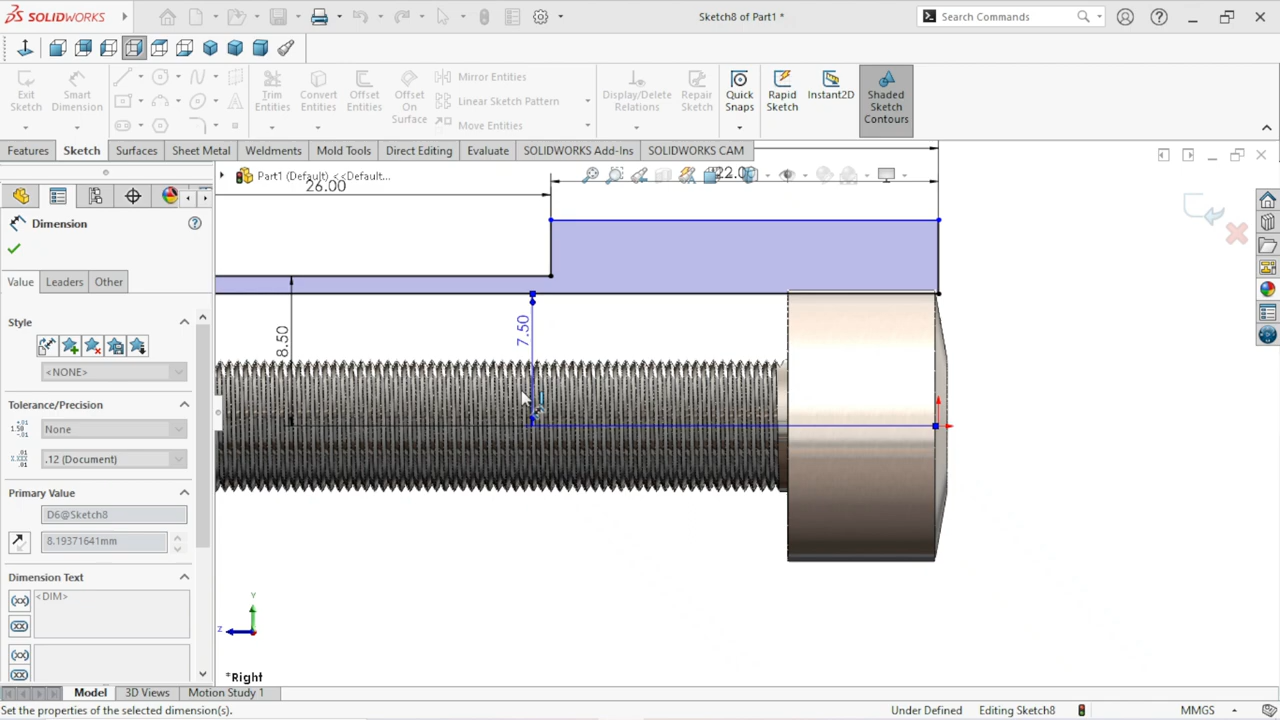 SOLIDWORKS
Sketch8 of Part1 *
Search Commands
Exit Sketch
Smart Dimension
Trim Entities
Convert Entities
Offset Entities
Offset On Surface
Mirror Entities
Linear Sketch Pattern
Move Entities
Display/Delete Relations
Repair Sketch
Quick Snaps
Rapid Sketch
Instant2D
Shaded Sketch Contours
Features
Sketch
Surfaces
Sheet Metal
Weldments
Mold Tools
Direct Editing
Evaluate
SOLIDWORKS Add-Ins
SOLIDWORKS CAM
Part1 (Default) <<Default...
26.00
22.00
Dimension
Value
Leaders
Other
Style
<NONE>
Tolerance/Precision
None
.12 (Document)
Primary Value
D6@Sketch8
8.19371641mm
Dimension Text
<DIM>
8.50
7.50
Y
Z
*Right
Model
3D Views
Motion Study 1
Set the properties of the selected dimension(s).
Under Defined
Editing Sketch8
MMGS